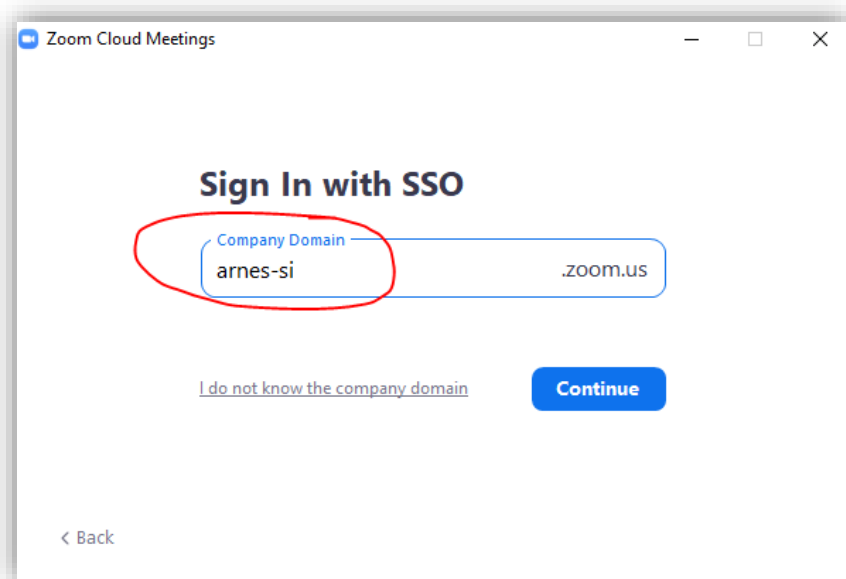 Zoom Cloud Meetings
Sign In with SSO
Company Domain
arnes-si .zoom.us
I do not know the company domain Continue
< Back